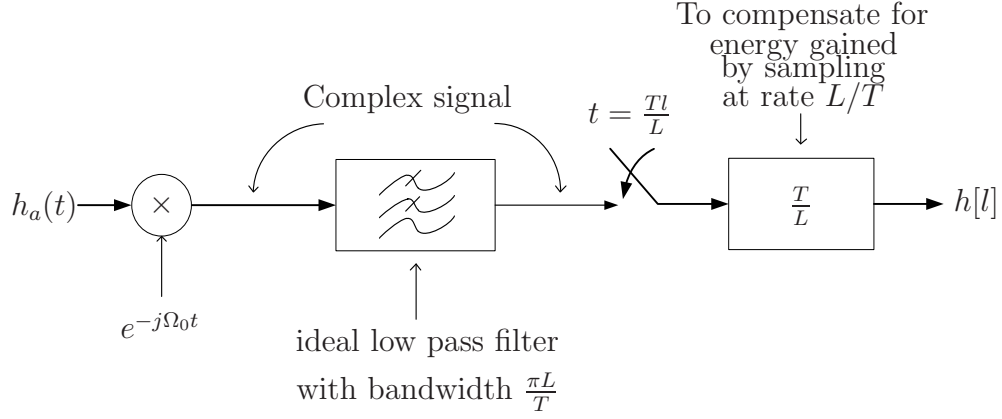 To compensate for
energy gained
by sampling
at rate L/T
Complex signal
t = Tl/L
h_a(t)
×
T/L
h[l]
e^{-jΩ_0t}
ideal low pass filter
with bandwidth πL/T